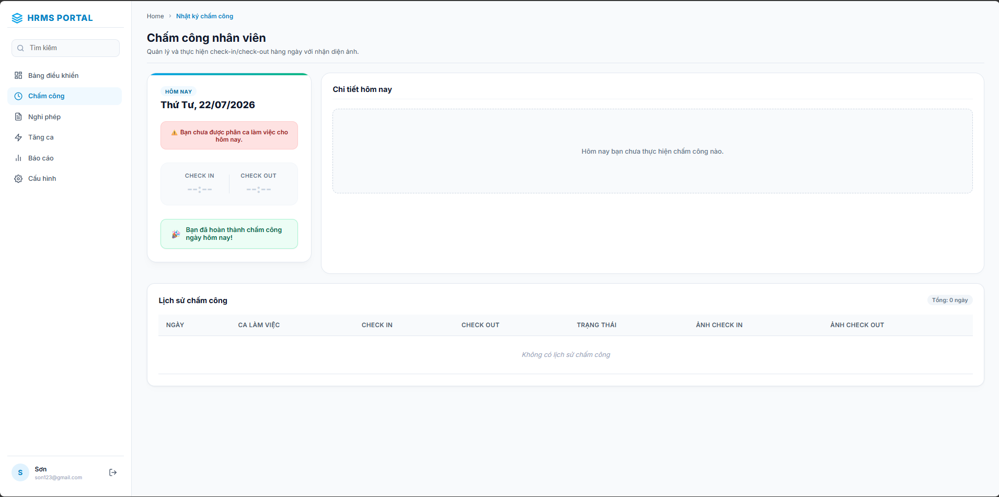 HRMS PORTAL
Tìm kiếm
Bảng điều khiển
Chấm công
Nghỉ phép
Tăng ca
Báo cáo
Cấu hình
Sơn
S
son123@gmail.com
Home › Nhật ký chấm công
Chấm công nhân viên
Quản lý và thực hiện check-in/check-out hàng ngày với nhận diện ảnh.
HÔM NAY
Thứ Tư, 22/07/2026
⚠️ Bạn chưa được phân ca làm việc cho
hôm nay.
CHECK IN
--:--
CHECK OUT
--:--
🎉 Bạn đã hoàn thành chấm công
ngày hôm nay!
Chi tiết hôm nay
Hôm nay bạn chưa thực hiện chấm công nào.
Lịch sử chấm công
Tổng: 0 ngày
NGÀY CA LÀM VIỆC CHECK IN CHECK OUT TRẠNG THÁI ẢNH CHECK IN ẢNH CHECK OUT
Không có lịch sử chấm công